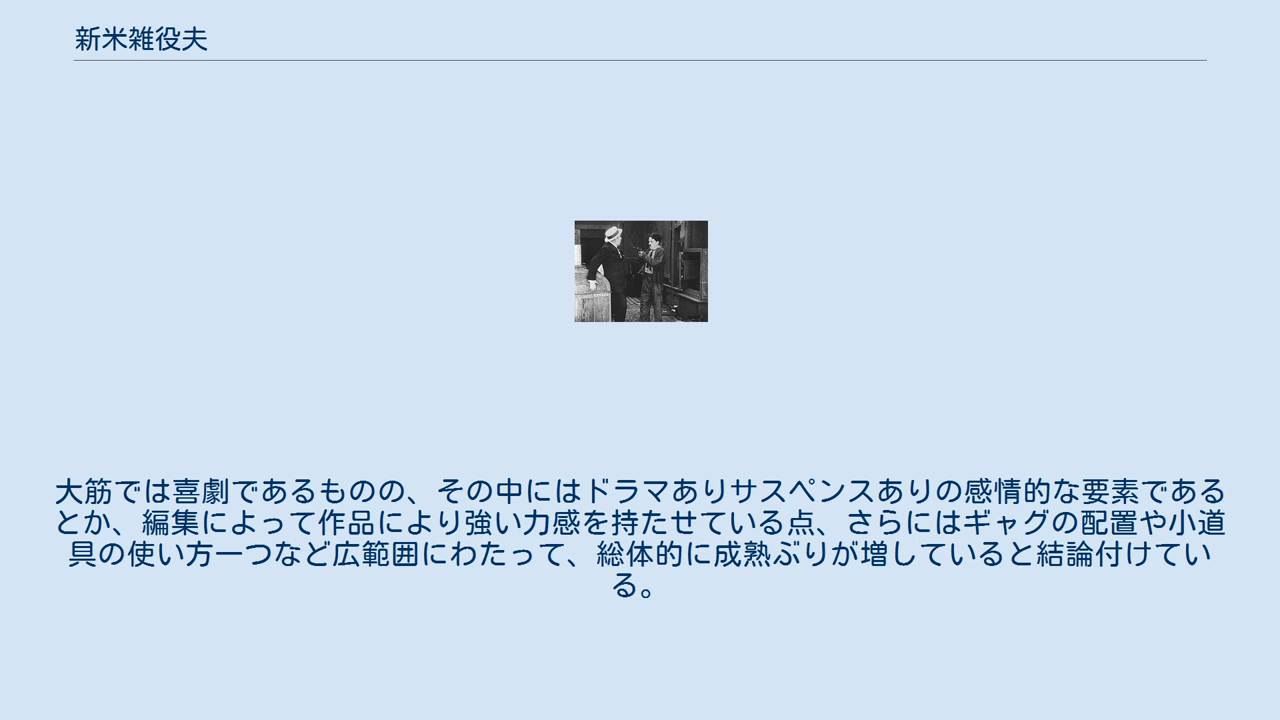 新米雑役夫
大筋では喜劇であるものの、その中にはドラマありサスペンスありの感情的な要素である
とか、編集によって作品により強い力感を持たせている点、さらにはギャグの配置や小道
具の使い方一つなど広範囲にわたって、総体的に成熟ぶりが増していると結論付けてい
る。